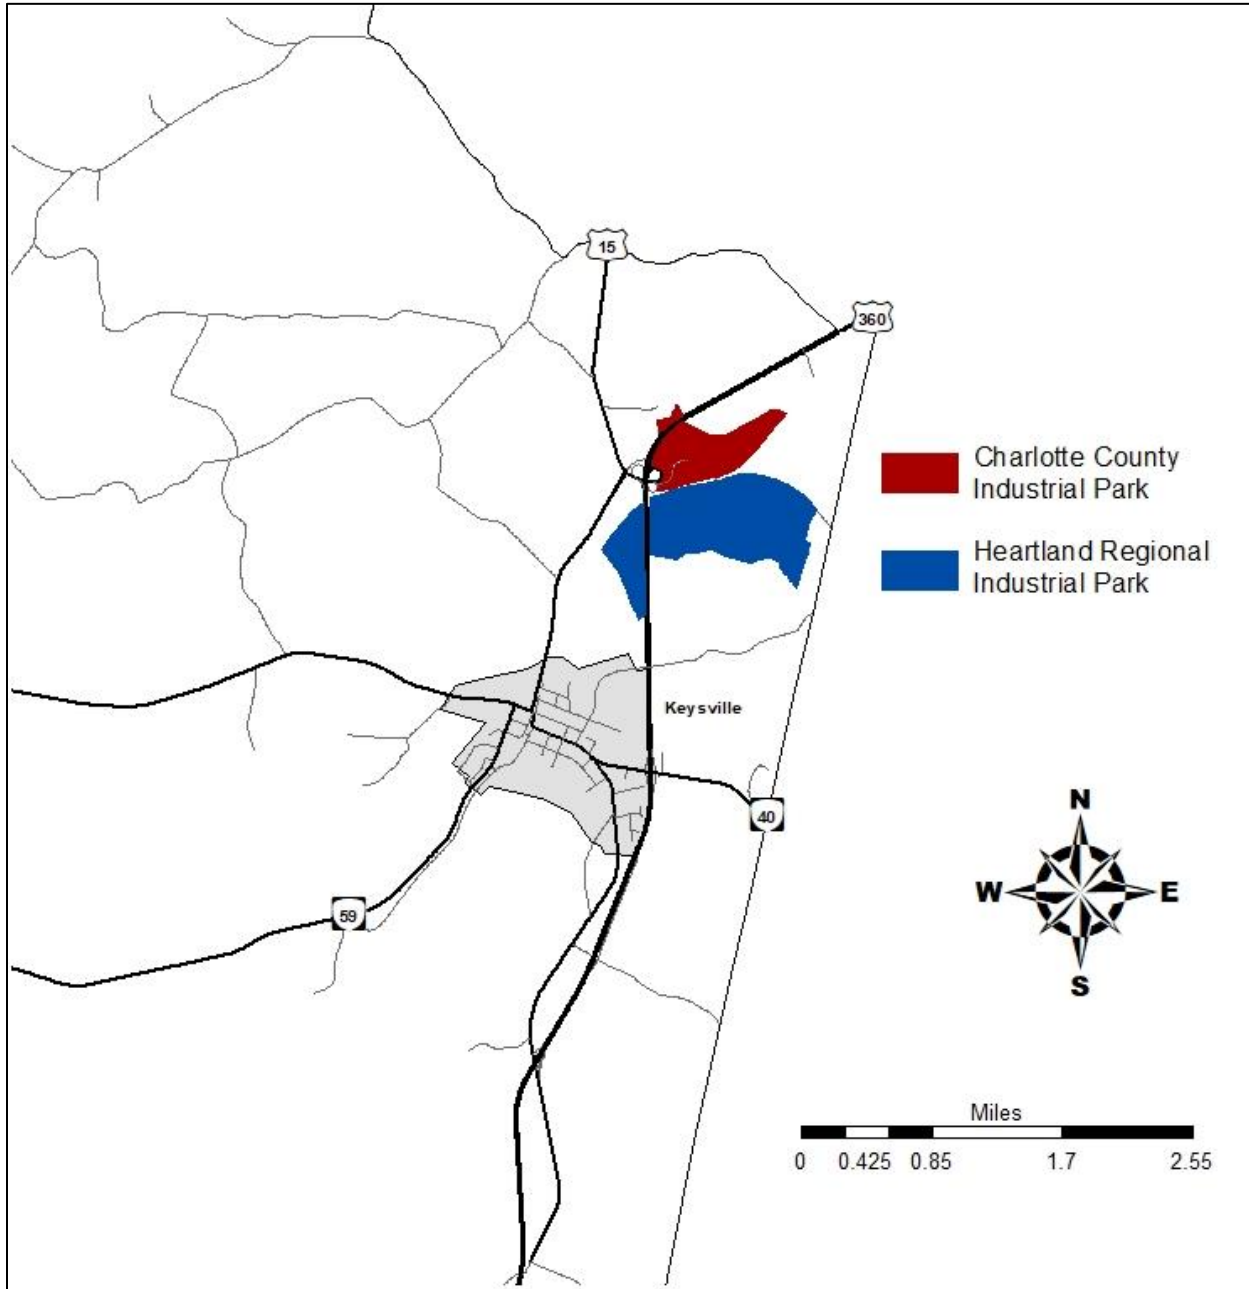 15
360
Charlotte County
Industrial Park
Heartland Regional
Industrial Park
Keysville
40
59
N
W E
S
Miles
0 0.425 0.85 1.7 2.55